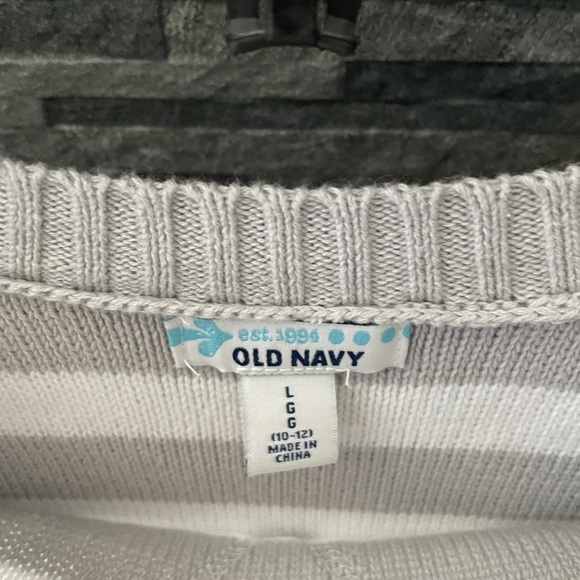 est. 1994
OLD NAVY
L
G
G
(10-12)
MADE IN
CHINA